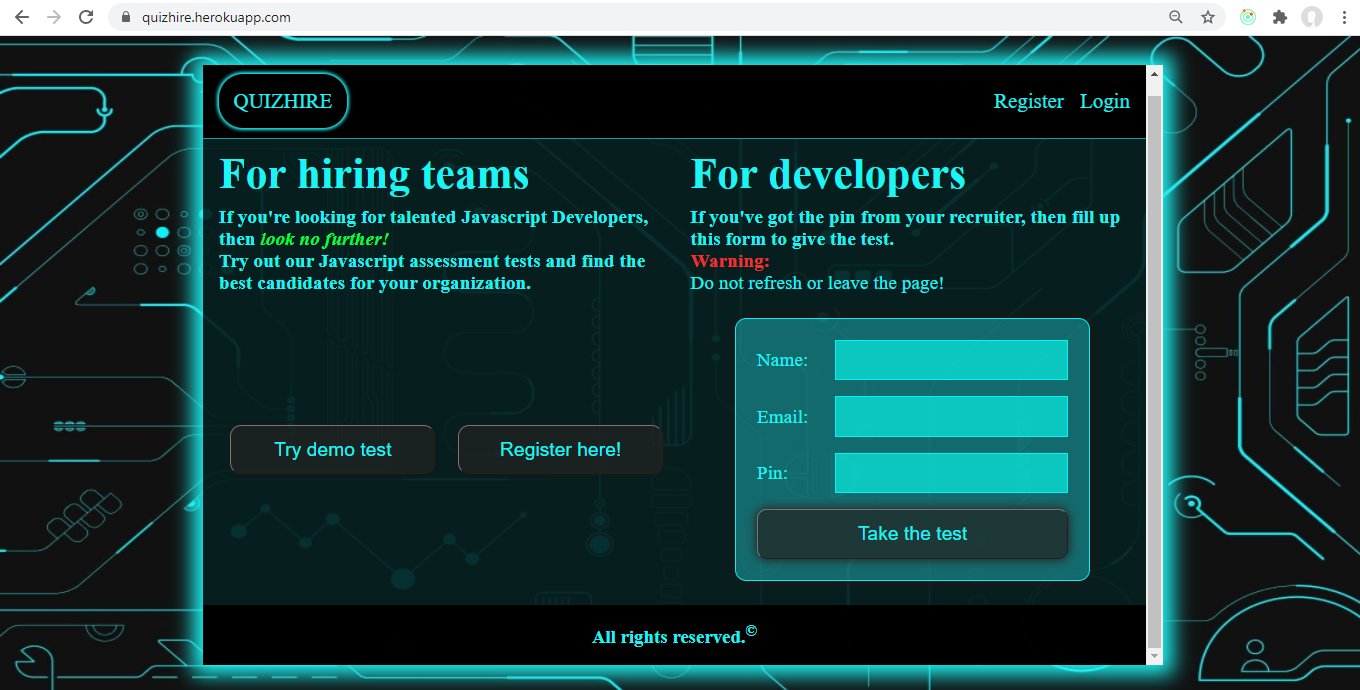 quizhire.herokuapp.com
QUIZHIRE
Register Login
For hiring teams
If you're looking for talented Javascript Developers,
then look no further!
Try out our Javascript assessment tests and find the
best candidates for your organization.
Try demo test
Register here!
For developers
If you've got the pin from your recruiter, then fill up
this form to give the test.
Warning:
Do not refresh or leave the page!
Name:
Email:
Pin:
Take the test
All rights reserved.©